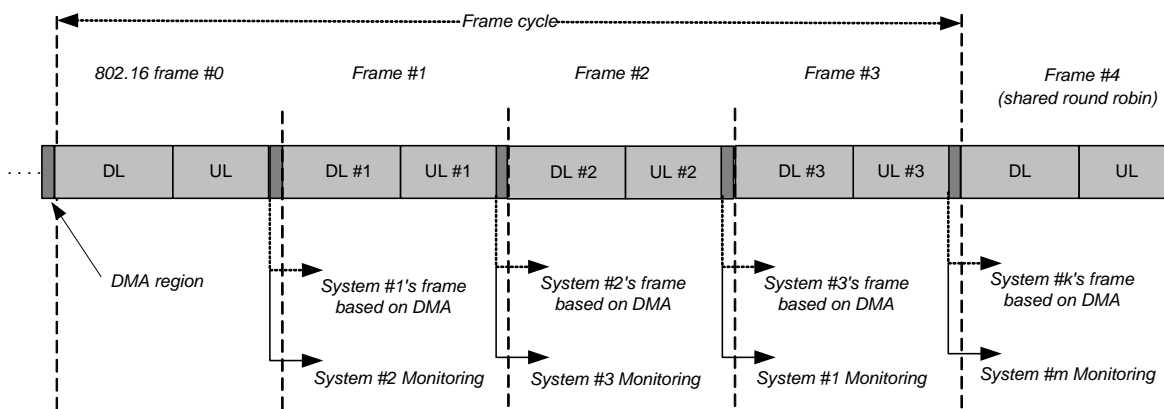 Frame cycle
802.16 frame #0
Frame #1
Frame #2
Frame #3
Frame #4
(shared round robin)
. . . .
DL
UL
DL #1
UL #1
DL #2
UL #2
DL #3
UL #3
DL
UL
DMA region
System #1's frame
based on DMA
System #2's frame
based on DMA
System #3's frame
based on DMA
System #k's frame
based on DMA
System #2 Monitoring
System #3 Monitoring
System #1 Monitoring
System #m Monitoring